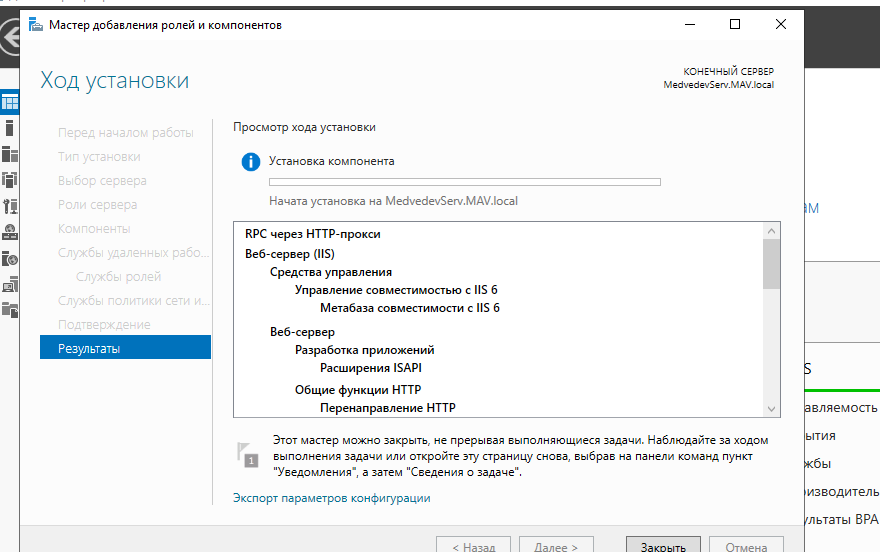 Мастер добавления ролей и компонентов
Ход установки
КОНЕЧНЫЙ СЕРВЕР
MedvedevServ.MAV.local
Перед началом работы
Тип установки
Выбор сервера
Роли сервера
Компоненты
Службы удаленных рабо...
Службы ролей
Службы политики сети и...
Подтверждение
Результаты
Просмотр хода установки
Установка компонента
Начата установка на MedvedevServ.MAV.local
RPC через HTTP-прокси
Веб-сервер (IIS)
Средства управления
Управление совместимостью с IIS 6
Метабаза совместимости с IIS 6
Веб-сервер
Разработка приложений
Расширения ISAPI
Общие функции HTTP
Перенаправление HTTP
1
Этот мастер можно закрыть, не прерывая выполняющиеся задачи. Наблюдайте за ходом
выполнения задачи или откройте эту страницу снова, выбрав на панели команд пункт
"Уведомления", а затем "Сведения о задаче".
Экспорт параметров конфигурации
< Назад
Далее >
Закрыть
Отмена
ам
S
авляемость
ытия
жбы
изводитель
ультаты BPA